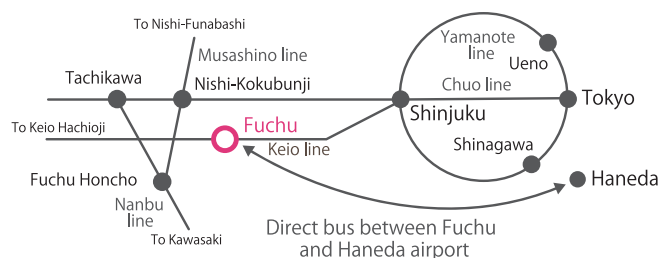 To Nishi-Funabashi
Musashino line
Tachikawa
Nishi-Kokubunji
Yamanote
line
Ueno
Chuo line
Tokyo
Shinjuku
To Keio Hachioji
Fuchu
Keio line
Shinagawa
Haneda
Fuchu Honcho
Nanbu
line
To Kawasaki
Direct bus between Fuchu
and Haneda airport